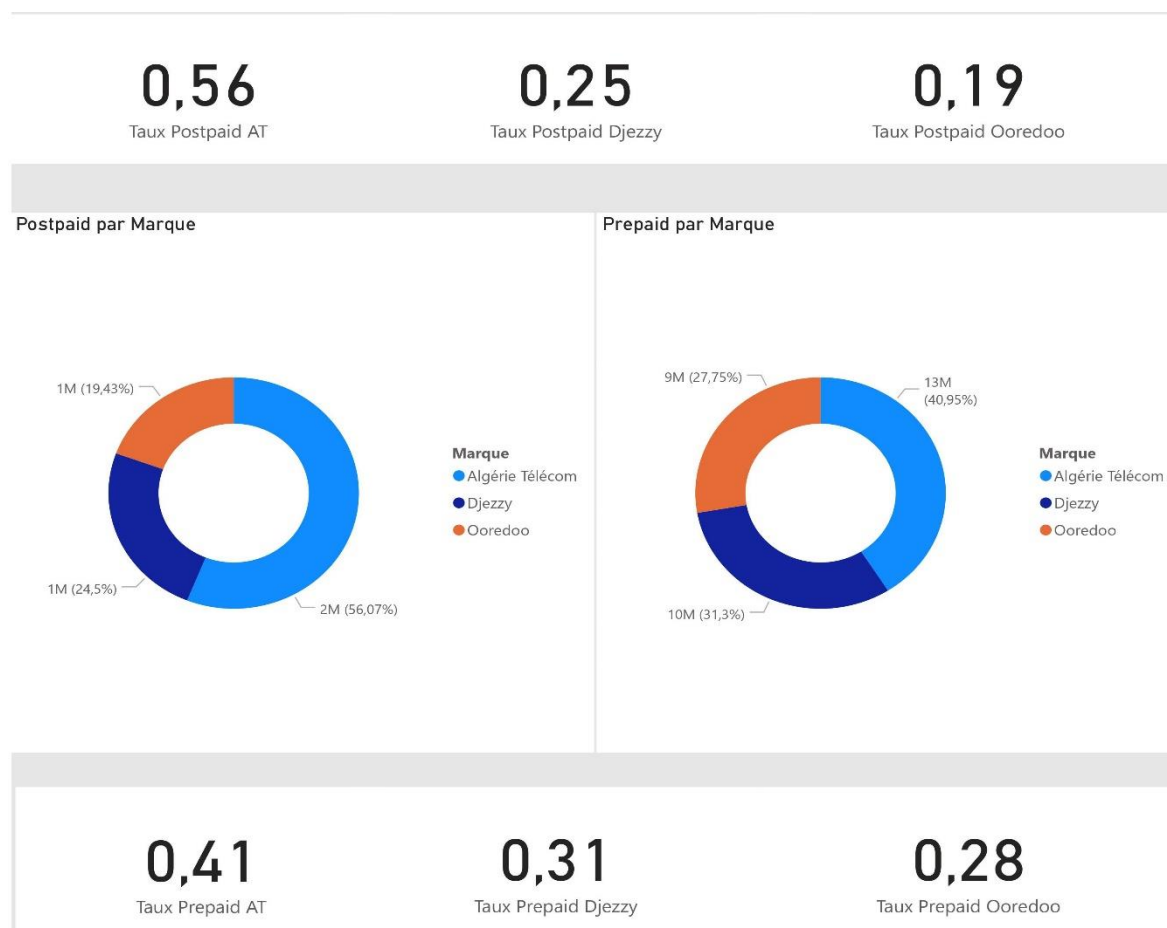 0,56
Taux Postpaid AT
0,25
Taux Postpaid Djezzy
0,19
Taux Postpaid Ooredoo
Postpaid par Marque
1M (19,43%)
1M (24,5%)
2M (56,07%)
Marque
Algérie Télécom
Djezzy
Ooredoo
Prepaid par Marque
9M (27,75%)
13M
(40,95%)
10M (31,3%)
Marque
Algérie Télécom
Djezzy
Ooredoo
0,41
Taux Prepaid AT
0,31
Taux Prepaid Djezzy
0,28
Taux Prepaid Ooredoo